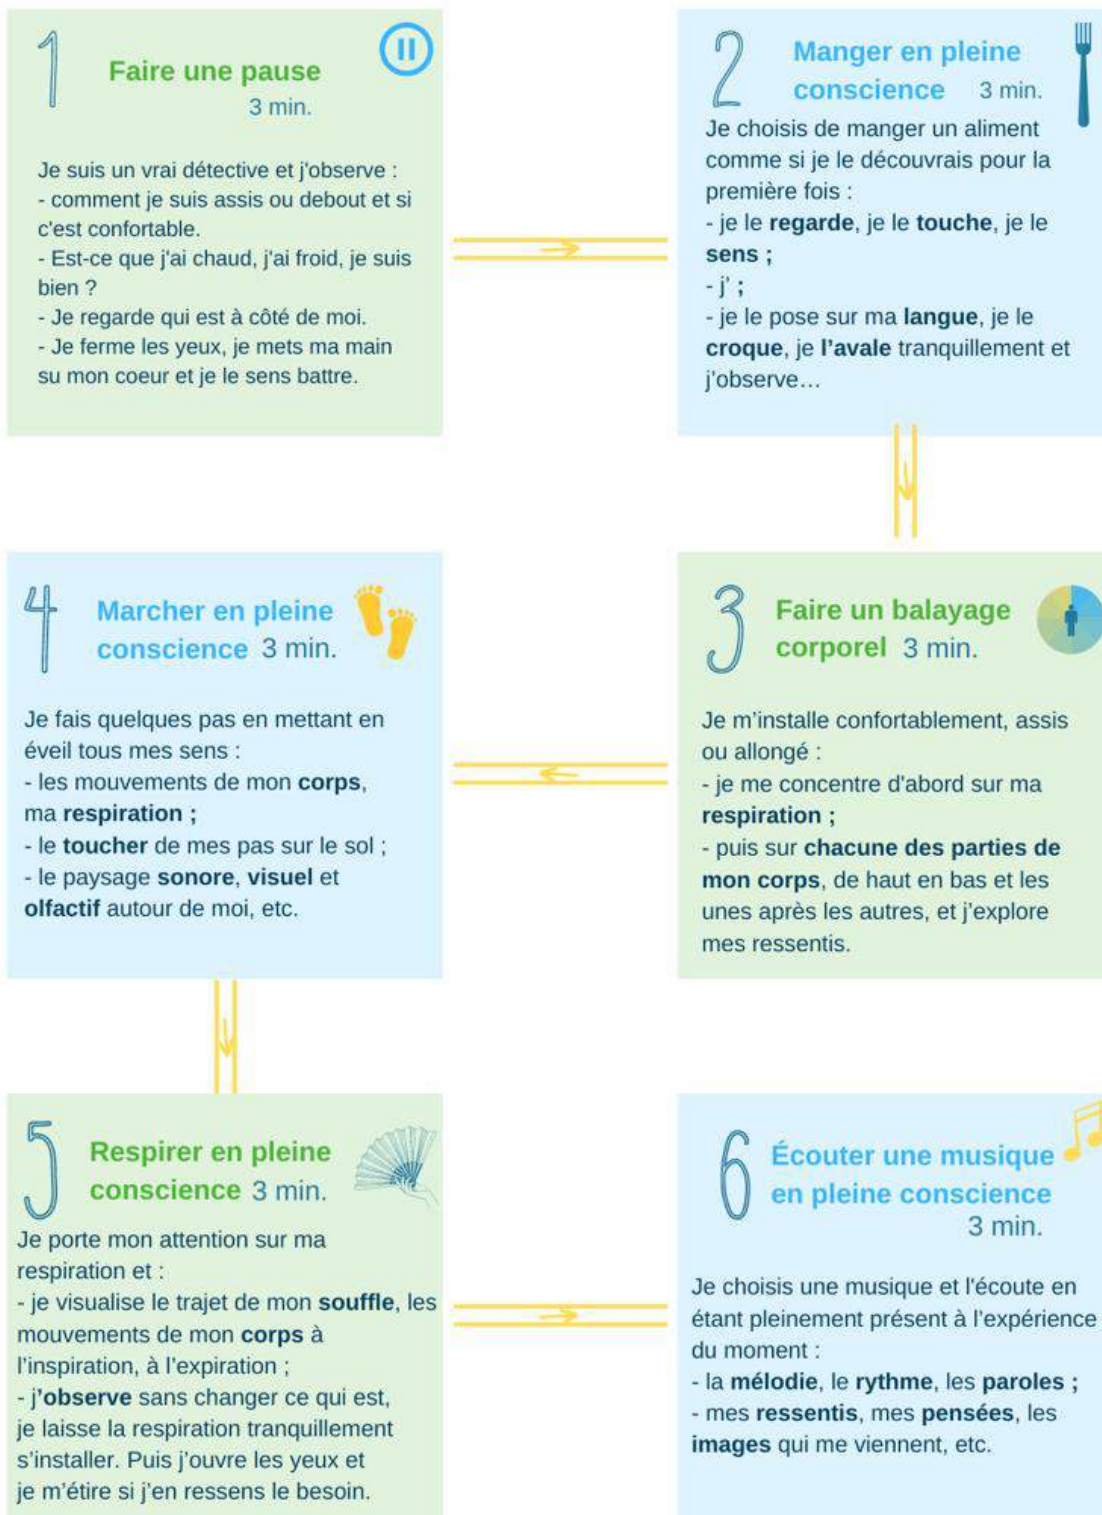 1
Faire une pause
3 min.
Je suis un vrai détective et j'observe :
- comment je suis assis ou debout et si
c'est confortable.
- Est-ce que j'ai chaud, j'ai froid, je suis
bien ?
- Je regarde qui est à côté de moi.
- Je ferme les yeux, je mets ma main
su mon coeur et je le sens battre.
2
Manger en pleine
conscience 3 min.
Je choisis de manger un aliment
comme si je le découvrais pour la
première fois :
- je le regarde, je le touche, je le
sens ;
- j' ;
- je le pose sur ma langue, je le
croque, je l’avale tranquillement et
j'observe…
3
Faire un balayage
corporel 3 min.
Je m’installe confortablement, assis
ou allongé :
- je me concentre d'abord sur ma
respiration ;
- puis sur chacune des parties de
mon corps, de haut en bas et les
unes après les autres, et j’explore
mes ressentis.
4
Marcher en pleine
conscience 3 min.
Je fais quelques pas en mettant en
éveil tous mes sens :
- les mouvements de mon corps,
ma respiration ;
- le toucher de mes pas sur le sol ;
- le paysage sonore, visuel et
olfactif autour de moi, etc.
5
Respirer en pleine
conscience 3 min.
Je porte mon attention sur ma
respiration et :
- je visualise le trajet de mon souffle, les
mouvements de mon corps à
l’inspiration, à l’expiration ;
- j’observe sans changer ce qui est,
je laisse la respiration tranquillement
s’installer. Puis j’ouvre les yeux et
je m’étire si j’en ressens le besoin.
6
Écouter une musique
en pleine conscience
3 min.
Je choisis une musique et l'écoute en
étant pleinement présent à l’expérience
du moment :
- la mélodie, le rythme, les paroles ;
- mes ressentis, mes pensées, les
images qui me viennent, etc.